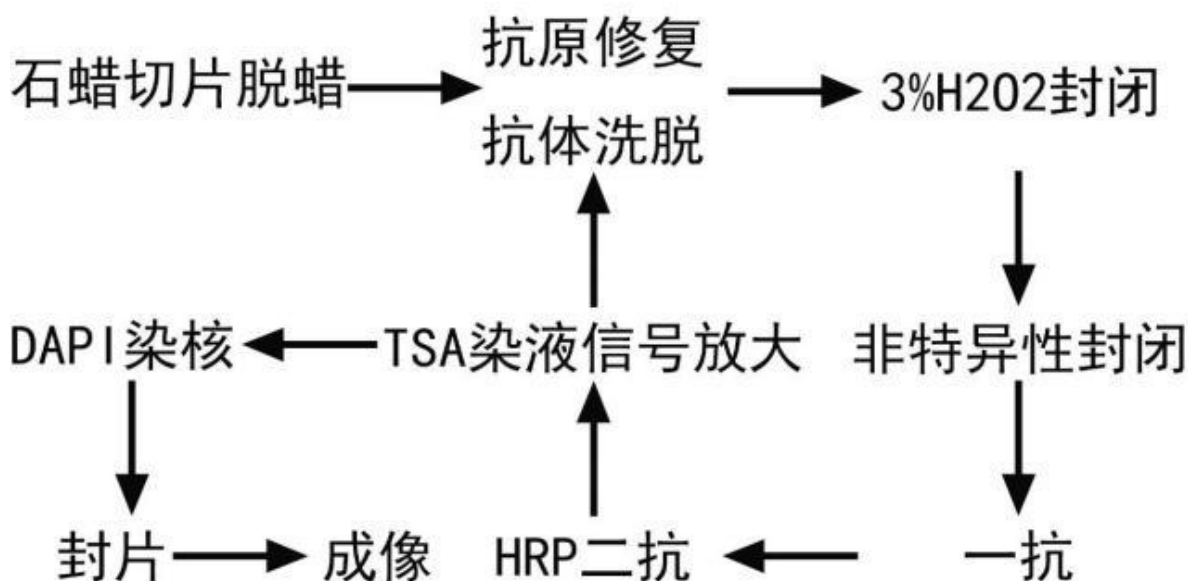 石蜡切片脱蜡
抗原修复
抗体洗脱
3%H2O2封闭
DAPI染核
TSA染液信号放大
非特异性封闭
封片
成像
HRP二抗
一抗